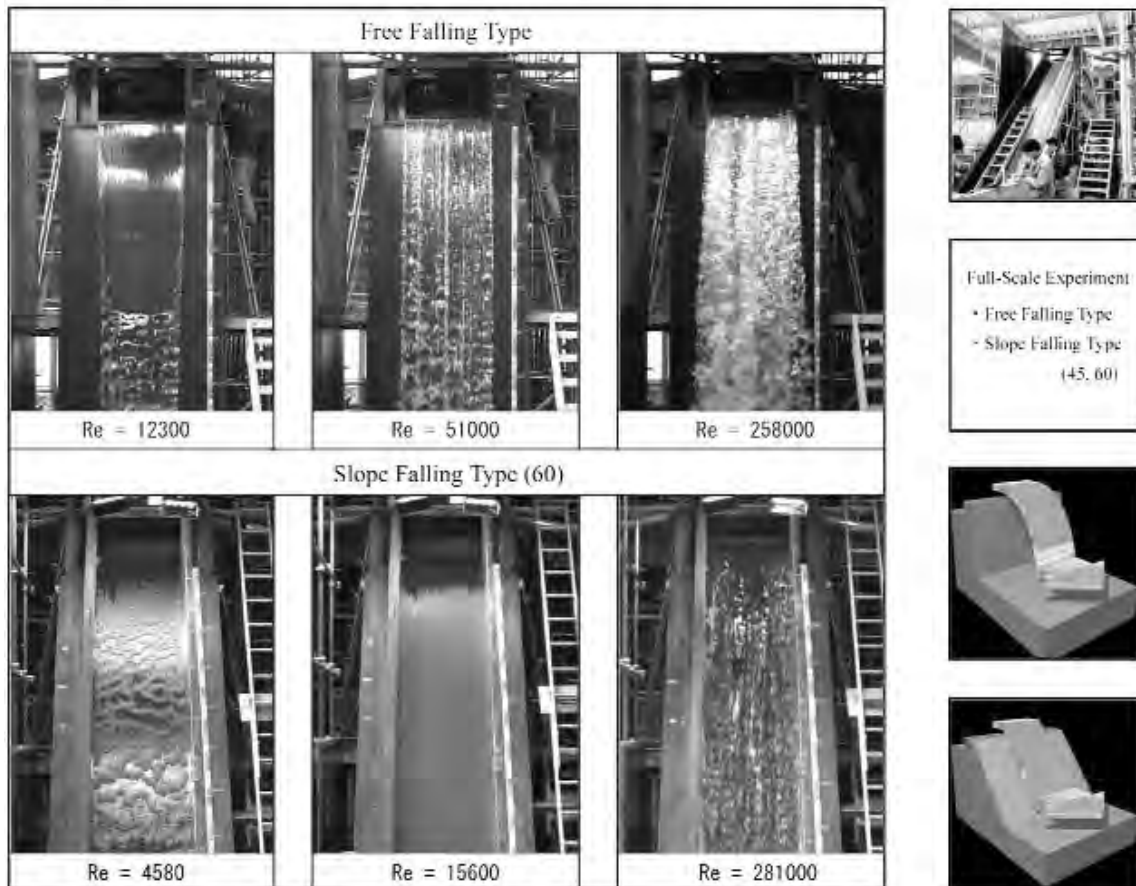 Free Falling Type
Re = 12300
Re = 51000
Re = 258000
Slope Falling Type (60)
Re = 4580
Re = 15600
Re = 281000
Full-Scale Experiment
・Free Falling Type
・Slope Falling Type
(45, 60)